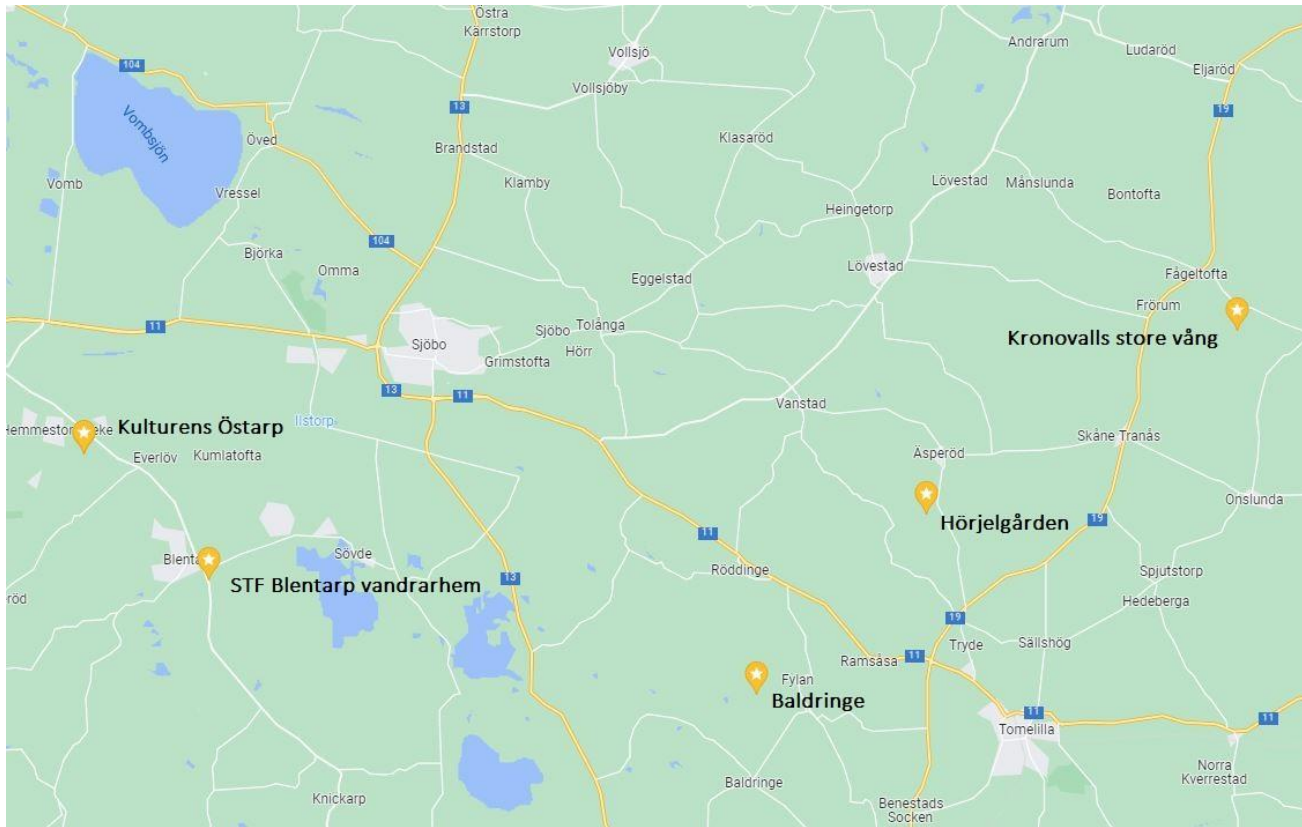 Östra
Kärrstorp
Vollsjö
Andrarum
Ludaröd
Eljaröd
104
Vollsjöby
13
19
Vombsjön
Öved
Klasaröd
Brandstad
Vomb
Vressel
Klamby
Lövestad
Månslunda
Bontofta
Heingetorp
104
Björka
Omma
Eggelstad
Lövestad
Fågeltofta
Frörum
11
Sjöbo
Sjöbo
Tolånga
Kronovalls store vång
Grimstofta
Hörr
13
11
Vanstad
Ilstorp
Kulturens Östarp
Hemmestor
eke
Skåne Tranås
Everlöv
Kumlatofta
Äsperöd
Onslunda
Hörjelgården
19
11
Blenta
Sövde
STF Blentarp vandrarhem
13
Röddinge
Spjutstorp
Hedeberga
röd
19
Tryde
Sällshög
Ramsåsa
11
Fylan
Baldringe
11
11
Tomelilla
Baldringe
Norra
Kverrestad
Knickarp
Benestads
Socken